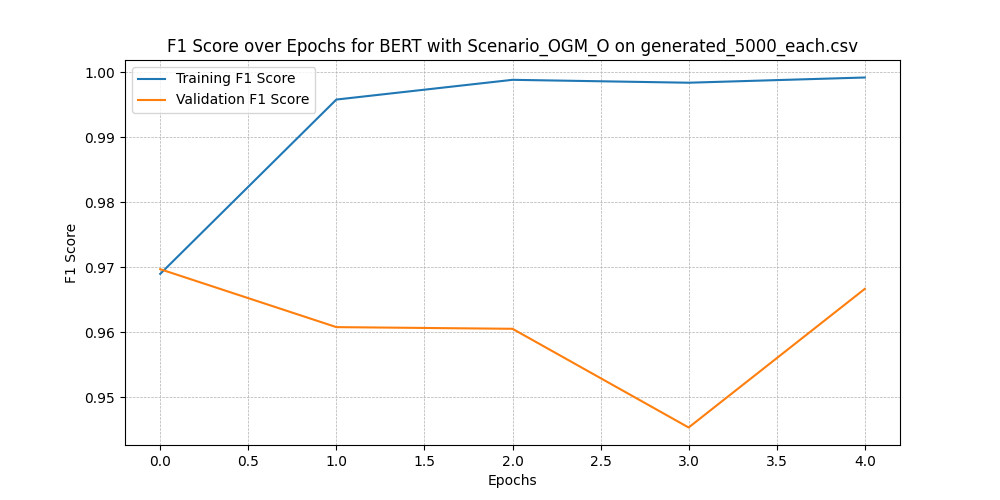 F1 Score over Epochs for BERT with Scenario_OGM_O on generated_5000_each.csv
Training F1 Score
Validation F1 Score
F1 Score
1.00
0.99
0.98
0.97
0.96
0.95
0.0 0.5 1.0 1.5 2.0 2.5 3.0 3.5 4.0
Epochs